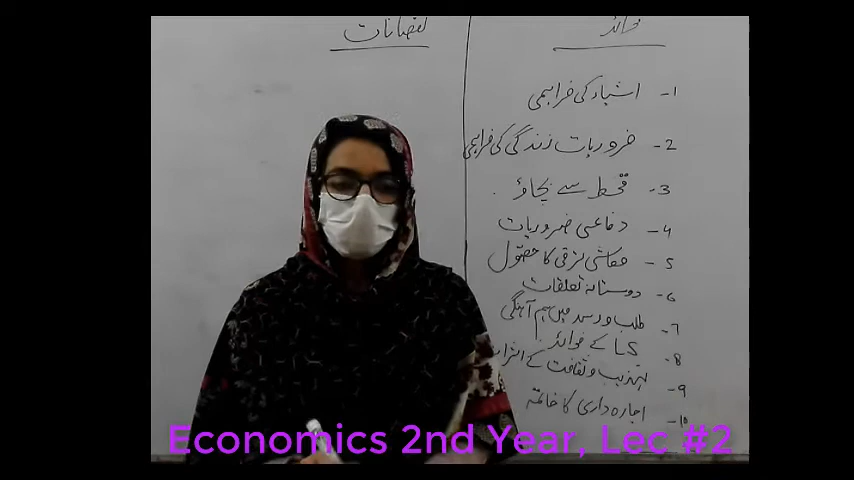 فوائد
نقصانات
1- اشیاء کی فراہمی
2- ضروریات زندگی کی فراہمی
3- قحط سے بچاؤ
4- دفاعی ضروریات
5- معاشی ترقی کا حصول
6- دوستانہ تعلقات
7- طلب و رسد میں ہم آہنگی
8- LS کے فوائد
9- تہذیب و ثقافت کے اثرات
10- اجارہ داری کا خاتمہ
Economics 2nd Year, Lec #2